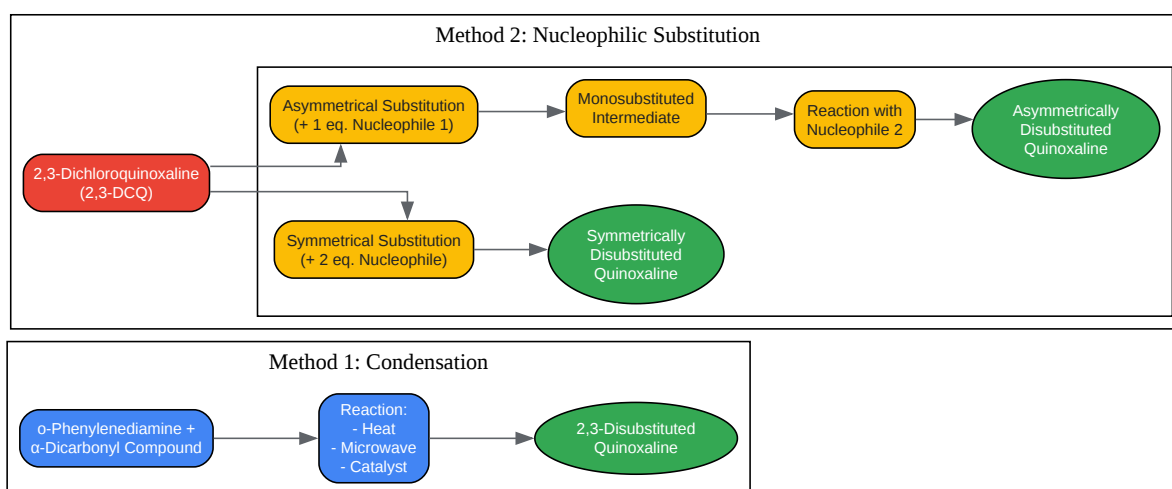 Method 2: Nucleophilic Substitution
2,3-Dichloroquinoxaline
(2,3-DCQ)
Asymmetrical Substitution
(+ 1 eq. Nucleophile 1)
Monosubstituted
Intermediate
Reaction with
Nucleophile 2
Asymmetrically
Disubstituted
Quinoxaline
Symmetrical Substitution
(+ 2 eq. Nucleophile)
Symmetrically
Disubstituted
Quinoxaline
Method 1: Condensation
o-Phenylenediamine +
α-Dicarbonyl Compound
Reaction:
- Heat
- Microwave
- Catalyst
2,3-Disubstituted
Quinoxaline